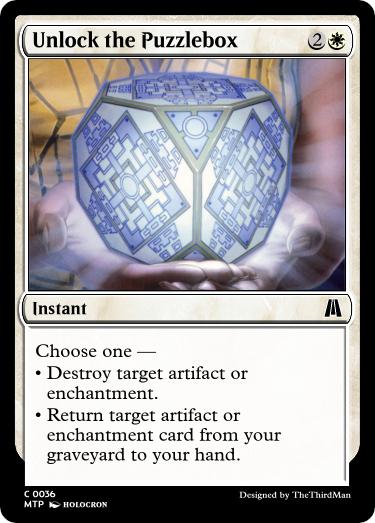 Unlock the Puzzlebox 2
Instant
Choose one —
• Destroy target artifact or
enchantment.
• Return target artifact or
enchantment card from your
graveyard to your hand.
C 0036
MTP HOLOCRON
Designed by TheThirdMan